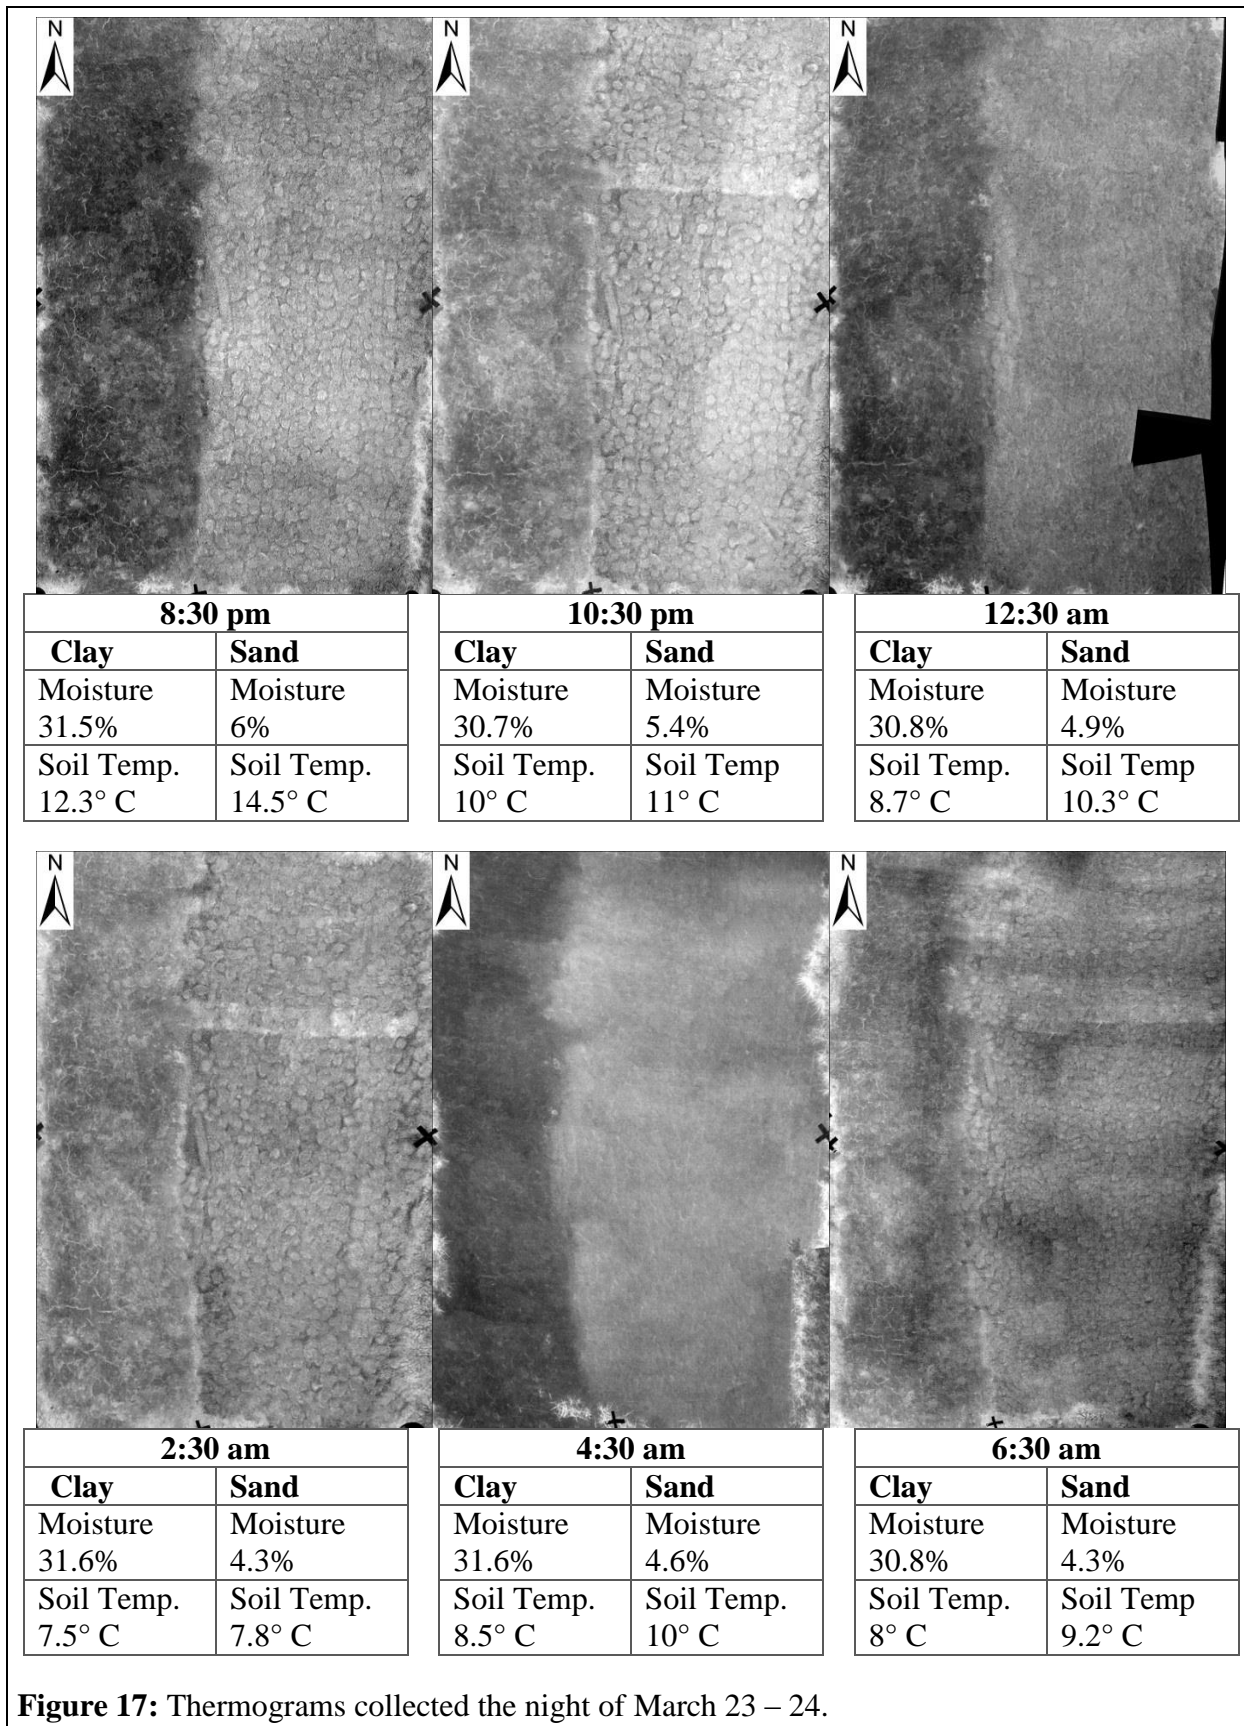 N N N
8:30 pm
Clay Sand
Moisture Moisture
31.5% 6%
Soil Temp. Soil Temp.
12.3° C 14.5° C
10:30 pm
Clay Sand
Moisture Moisture
30.7% 5.4%
Soil Temp. Soil Temp
10° C 11° C
12:30 am
Clay Sand
Moisture Moisture
30.8% 4.9%
Soil Temp. Soil Temp
8.7° C 10.3° C
N N N
2:30 am
Clay Sand
Moisture Moisture
31.6% 4.3%
Soil Temp. Soil Temp.
7.5° C 7.8° C
4:30 am
Clay Sand
Moisture Moisture
31.6% 4.6%
Soil Temp. Soil Temp.
8.5° C 10° C
6:30 am
Clay Sand
Moisture Moisture
30.8% 4.3%
Soil Temp. Soil Temp
8° C 9.2° C
Figure 17: Thermograms collected the night of March 23 – 24.